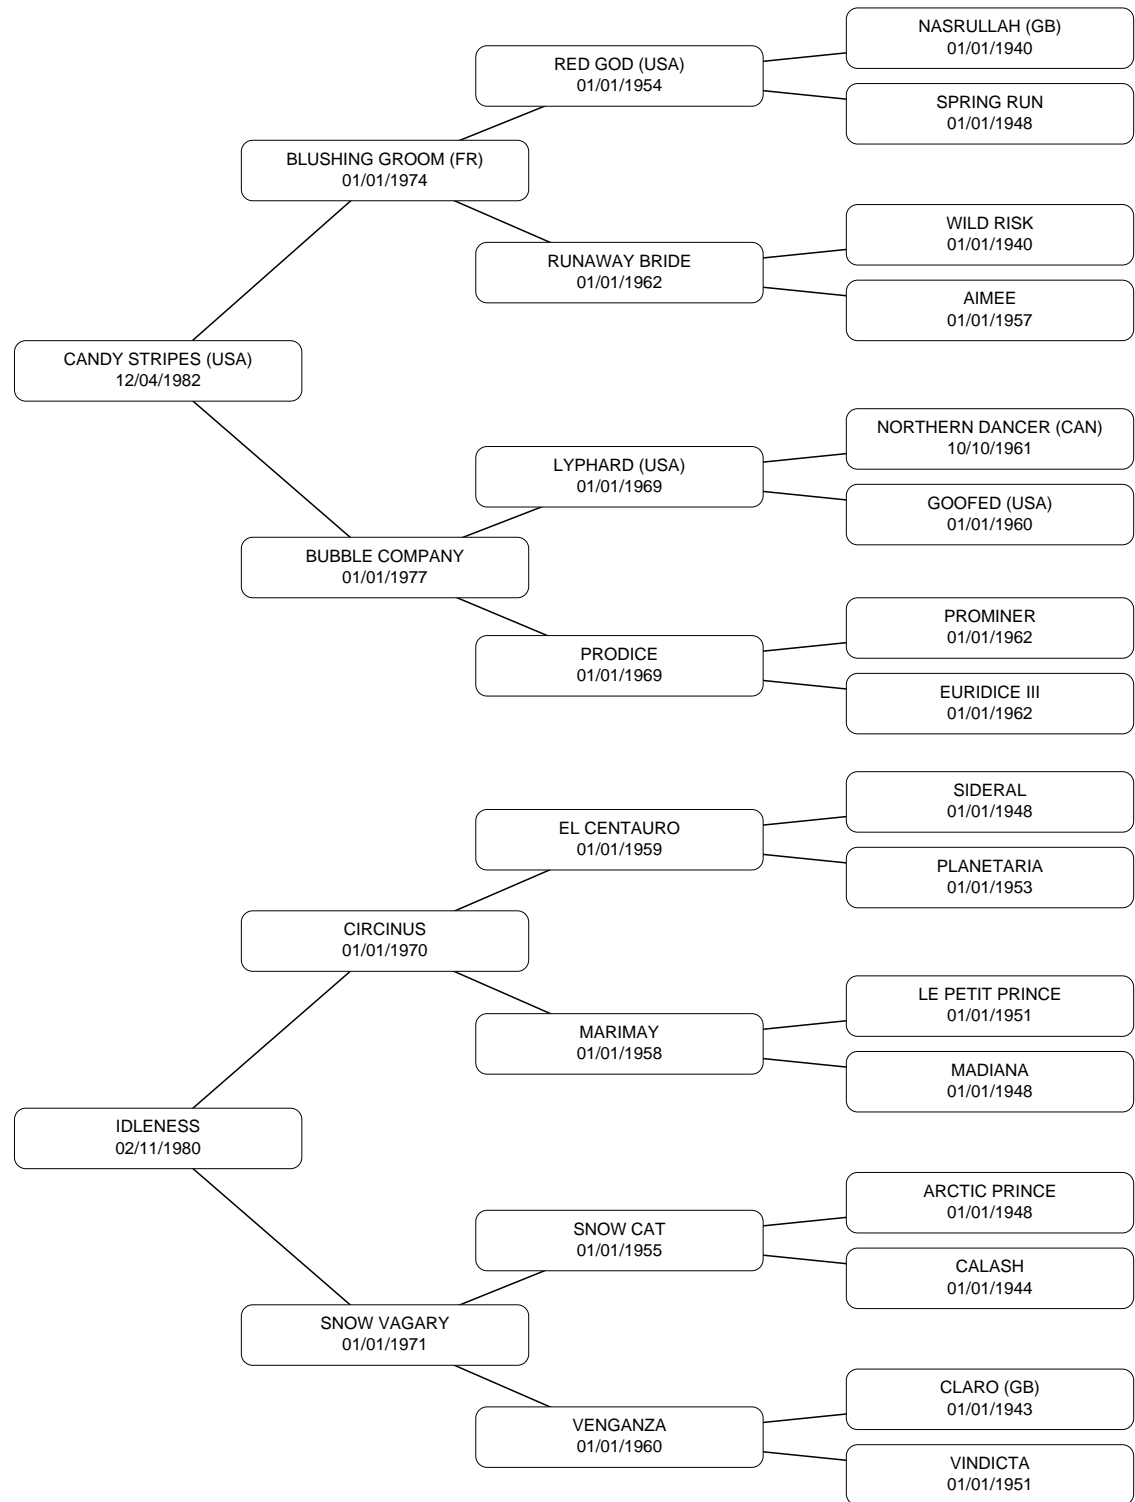 NASRULLAH (GB)
01/01/1940
RED GOD (USA)
01/01/1954
SPRING RUN
01/01/1948
BLUSHING GROOM (FR)
01/01/1974
WILD RISK
01/01/1940
RUNAWAY BRIDE
01/01/1962
AIMEE
01/01/1957
CANDY STRIPES (USA)
12/04/1982
NORTHERN DANCER (CAN)
10/10/1961
LYPHARD (USA)
01/01/1969
GOOFED (USA)
01/01/1960
BUBBLE COMPANY
01/01/1977
PROMINER
01/01/1962
PRODICE
01/01/1969
EURIDICE III
01/01/1962
SIDERAL
01/01/1948
EL CENTAURO
01/01/1959
PLANETARIA
01/01/1953
CIRCINUS
01/01/1970
LE PETIT PRINCE
01/01/1951
MARIMAY
01/01/1958
MADIANA
01/01/1948
IDLENESS
02/11/1980
ARCTIC PRINCE
01/01/1948
SNOW CAT
01/01/1955
CALASH
01/01/1944
SNOW VAGARY
01/01/1971
CLARO (GB)
01/01/1943
VENGANZA
01/01/1960
VINDICTA
01/01/1951